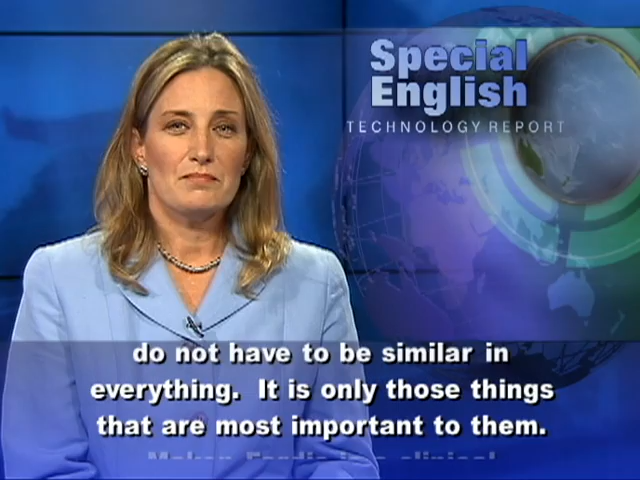 Special
English
TECHNOLOGY REPORT
do not have to be similar in
everything. It is only those things
that are most important to them.